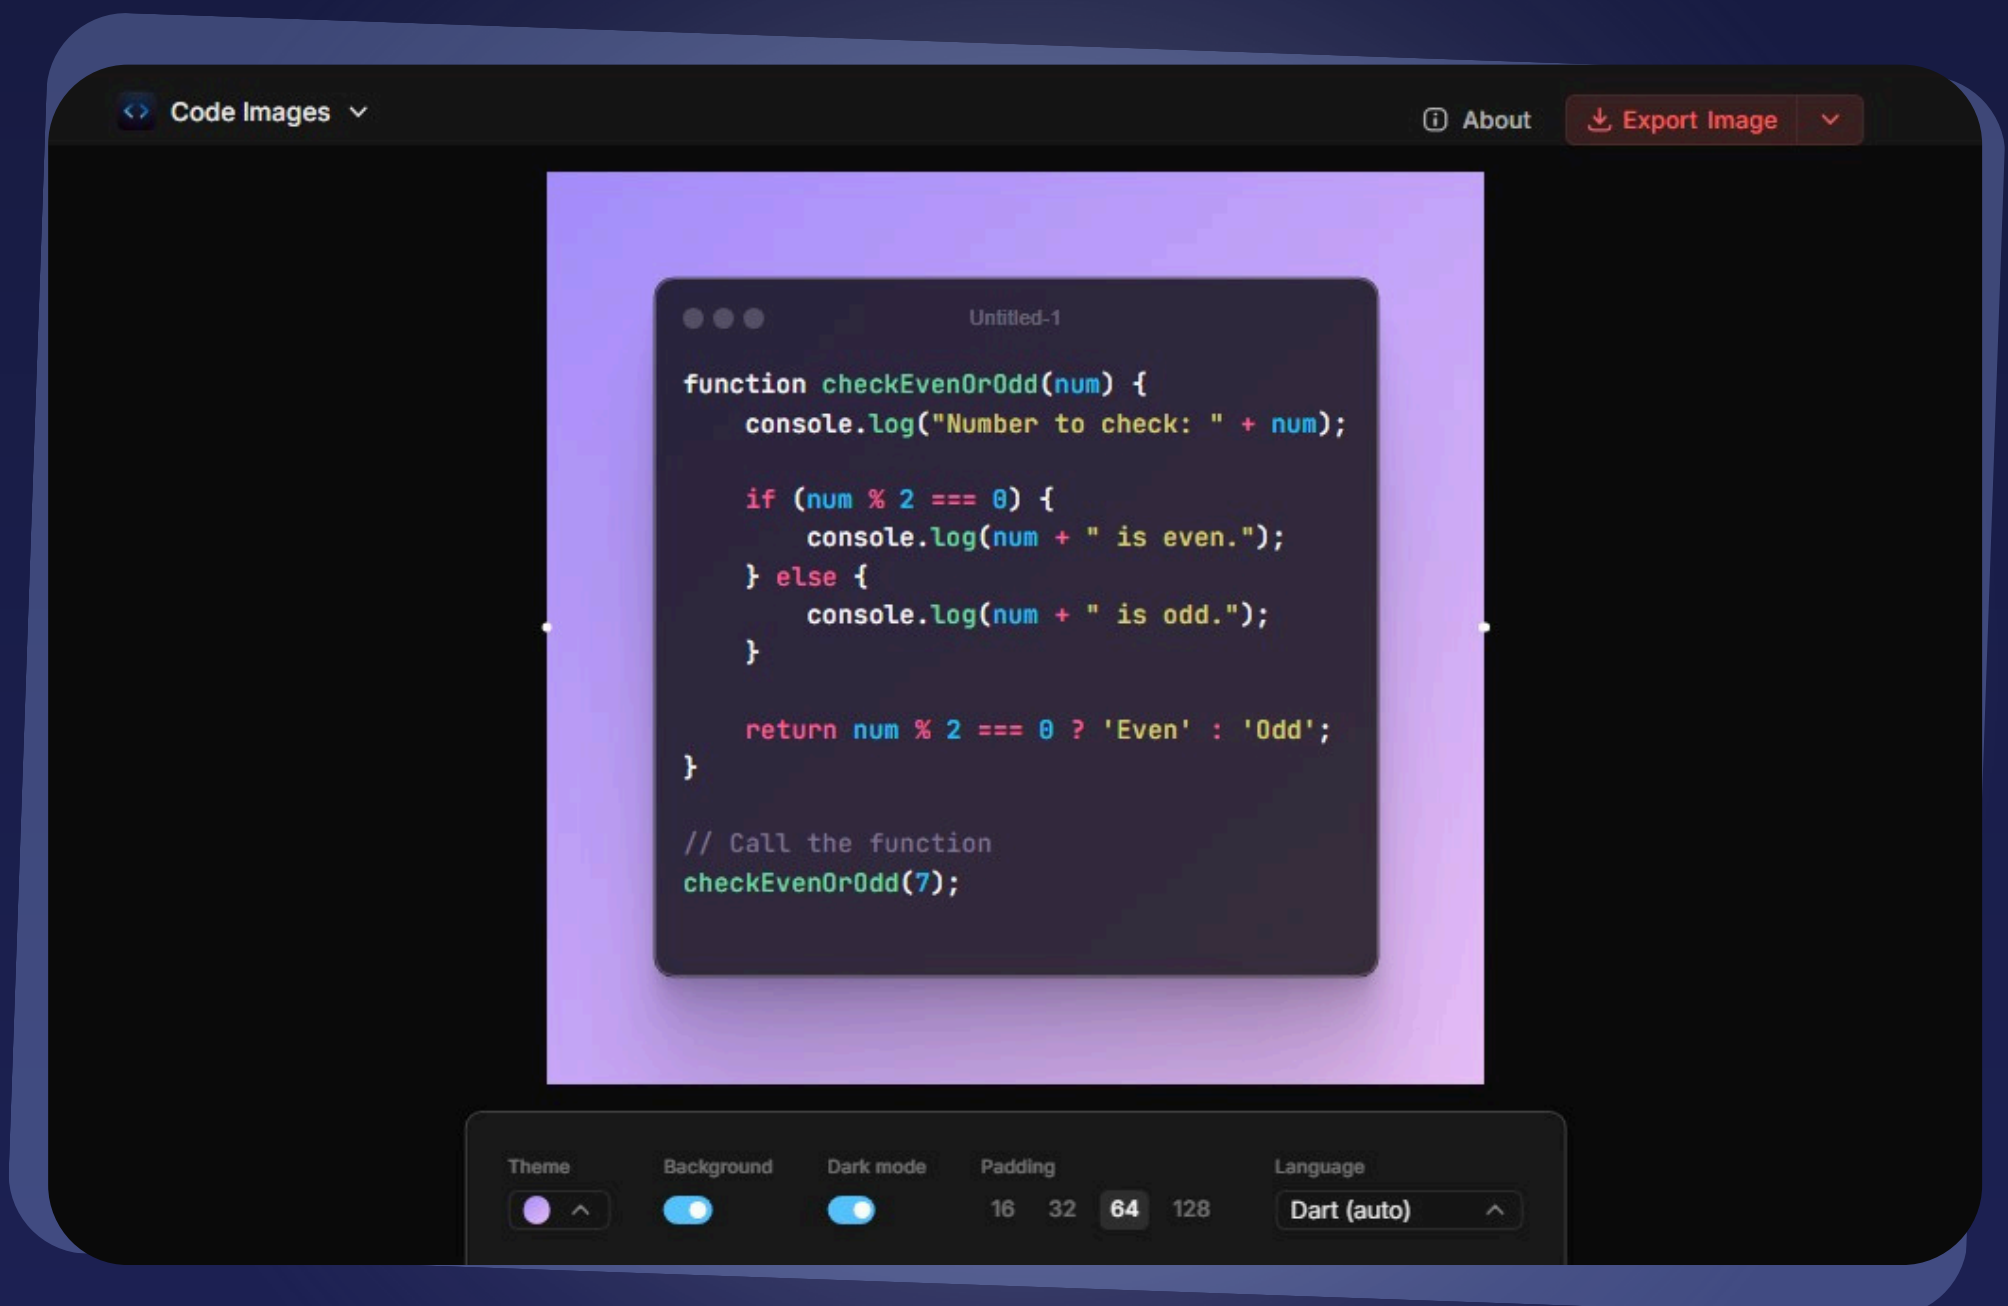 <> Code Images
About
Export Image
Untitled-1
function checkEvenOrOdd(num) {
    console.log("Number to check: " + num);

    if (num % 2 === 0) {
        console.log(num + " is even.");
    } else {
        console.log(num + " is odd.");
    }

    return num % 2 === 0 ? 'Even' : 'Odd';
}

// Call the function
checkEvenOrOdd(7);
Theme Background Dark mode Padding Language
16 32 64 128 Dart (auto)